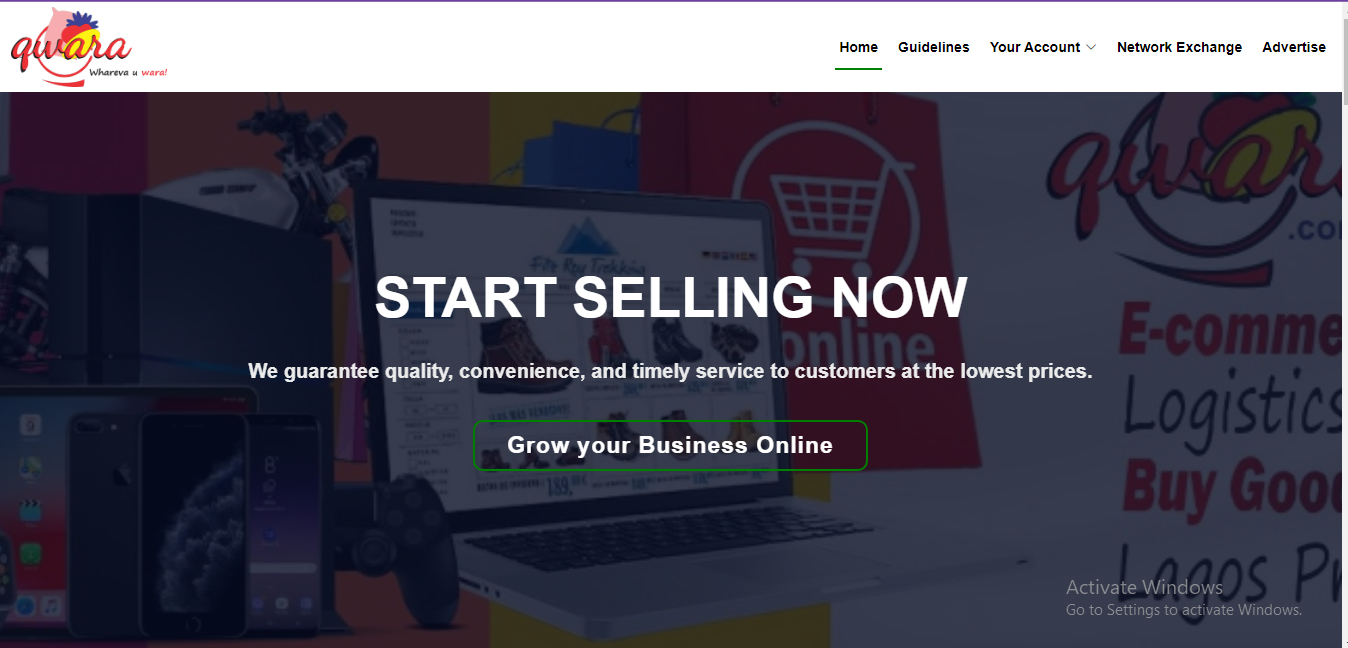 qwara
Whareva u wara!
Home
Guidelines
Your Account
Network Exchange
Advertise
qwara
.co
START SELLING NOW
We guarantee quality, convenience, and timely service to customers at the lowest prices.
Grow your Business Online
online
E-comme
Logistics
Buy Goo
Lagos Pr
189,
Activate Windows
Go to Settings to activate Windows.